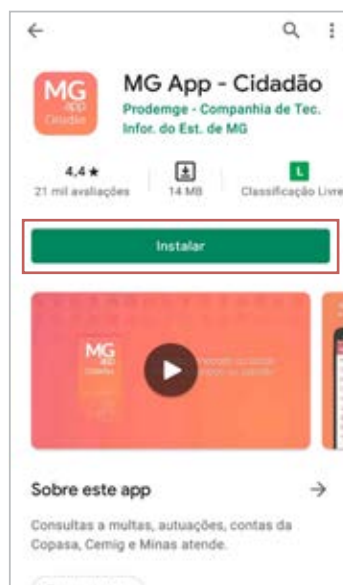 MG
app
Cidadão
MG App - Cidadão
Prodemge - Companhia de Tec.
Infor. do Est. de MG
4,4 ★
21 mil avaliações
14 MB
L
Classificação Livre
Instalar
MG
app
Cidadão
Sobre este app
Consultas a multas, autuações, contas da
Copasa, Cemig e Minas atende.